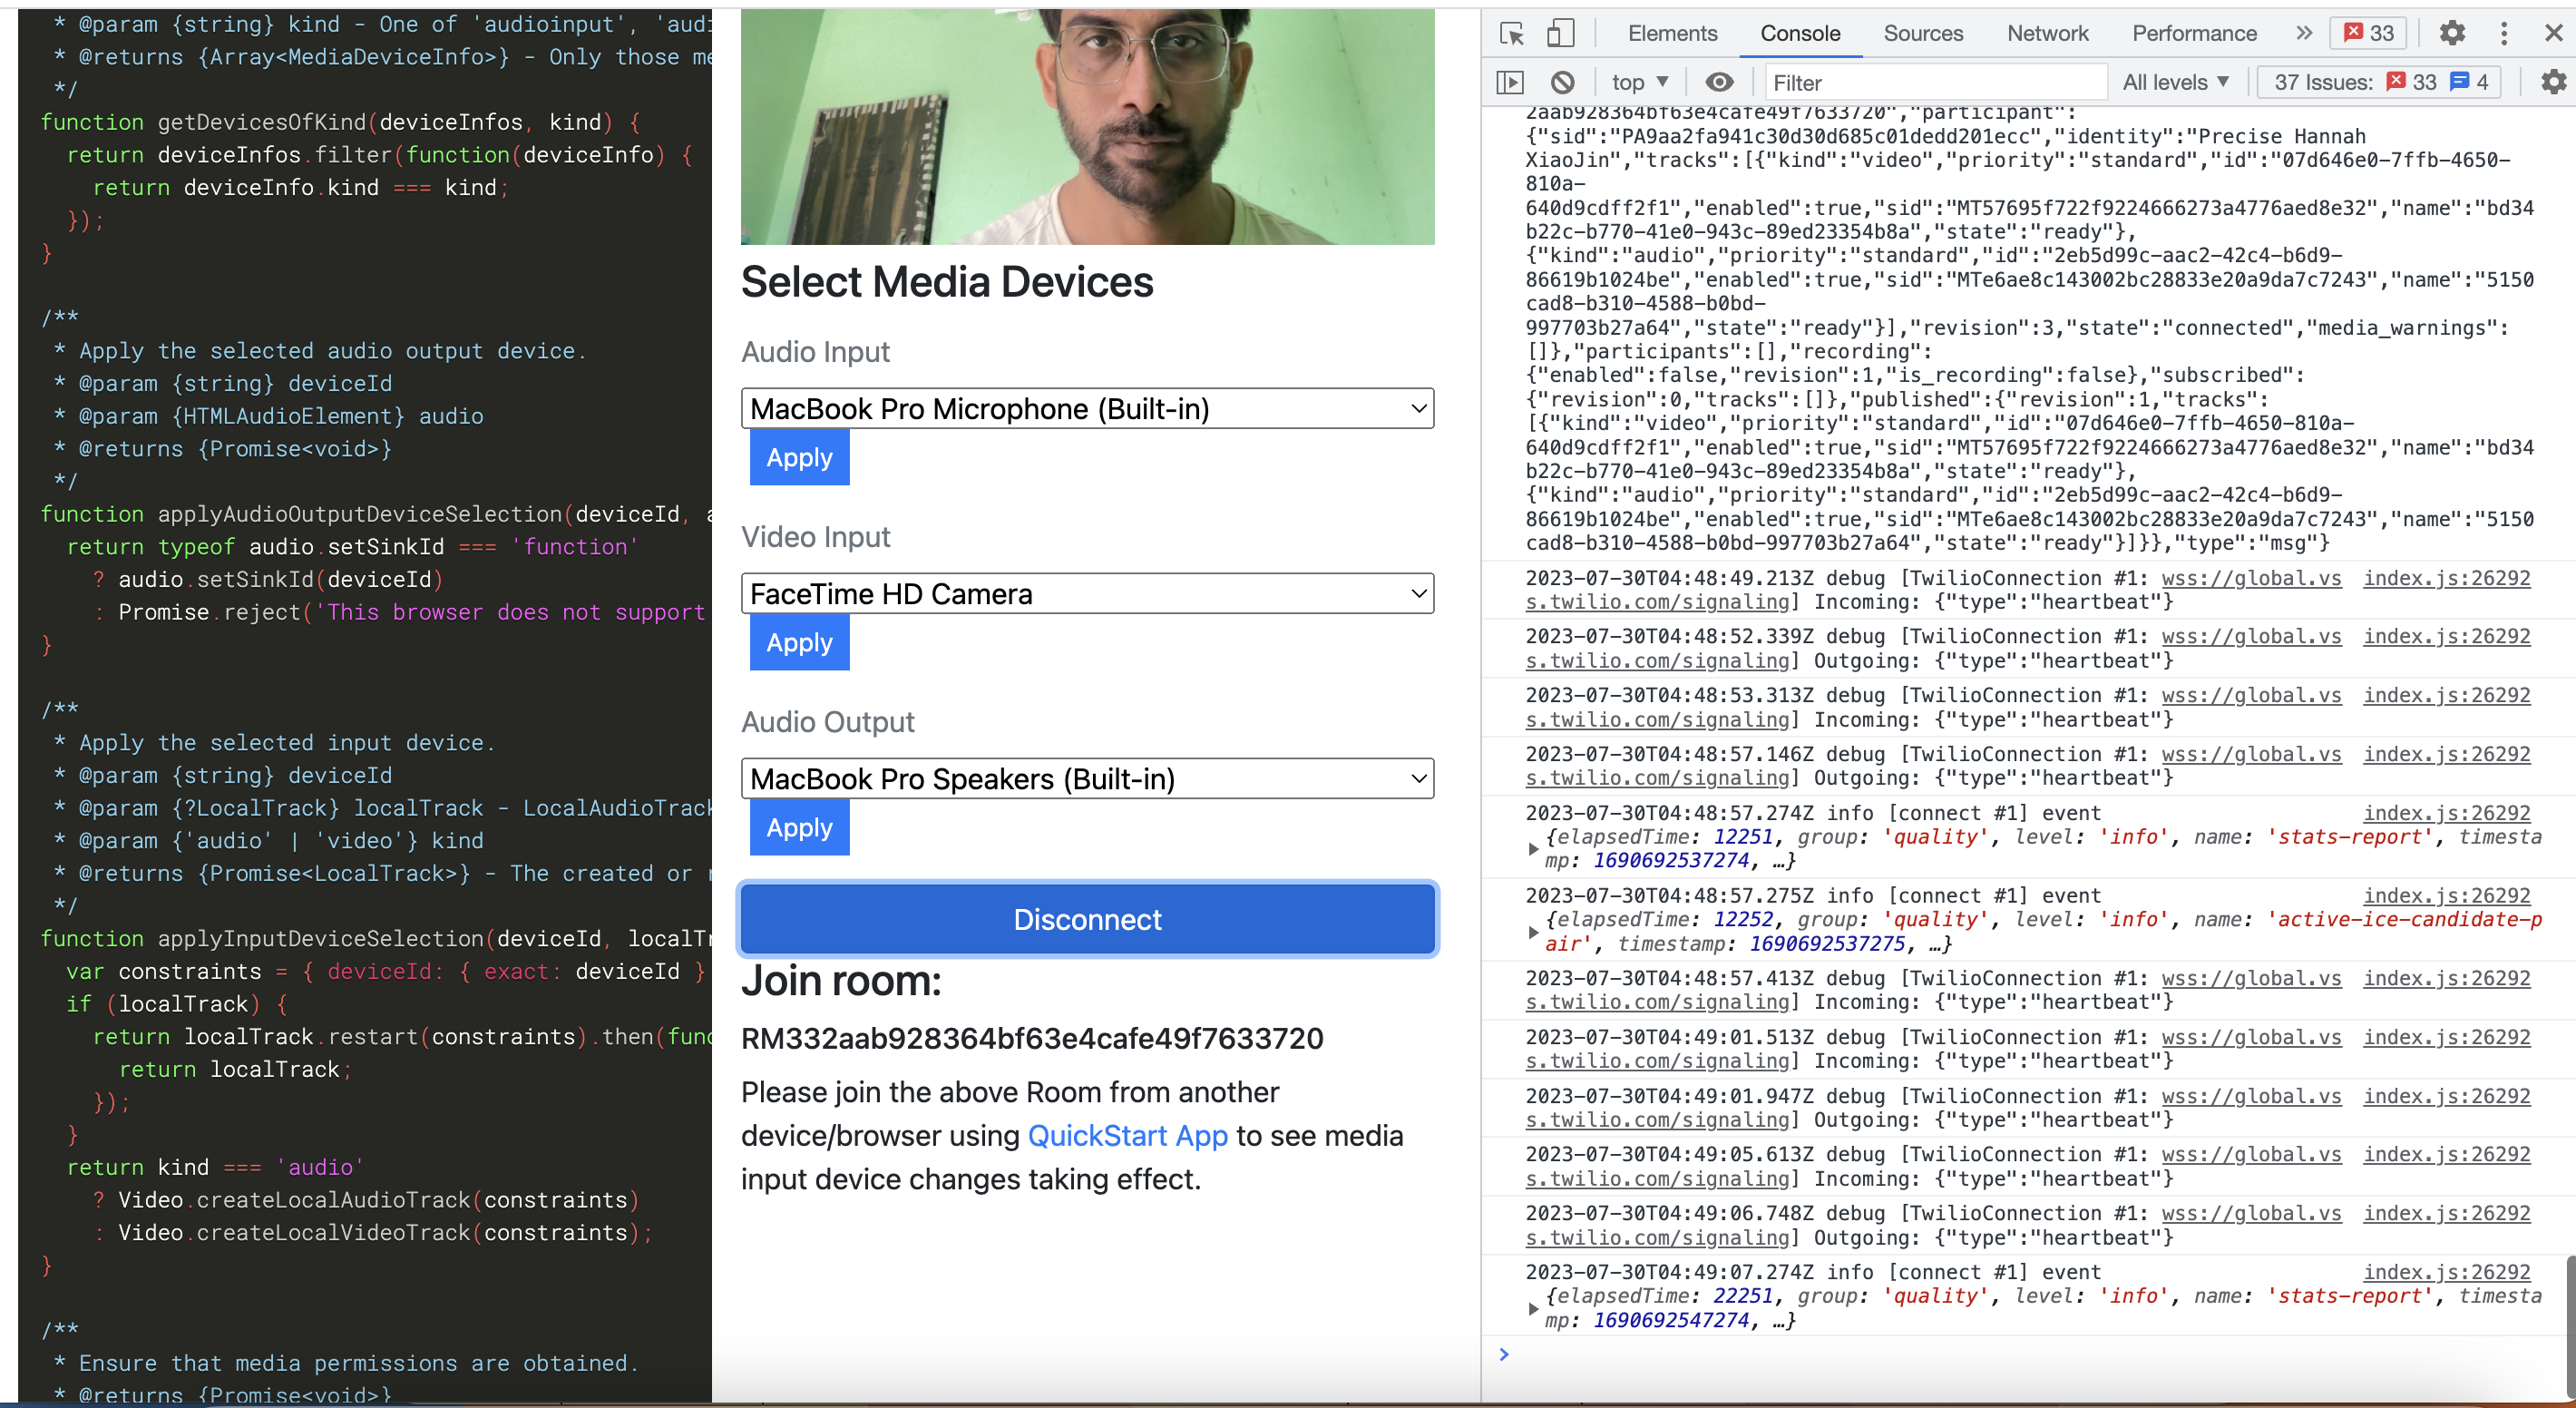 * @param {string} kind - One of 'audioinput', 'audi
* @returns {Array<MediaDeviceInfo>} - Only those me
*/
function getDevicesOfKind(deviceInfos, kind) {
return deviceInfos.filter(function(deviceInfo) {
return deviceInfo.kind === kind;
});
}
/**
* Apply the selected audio output device.
* @param {string} deviceId
* @param {HTMLAudioElement} audio
* @returns {Promise<void>}
*/
function applyAudioOutputDeviceSelection(deviceId, a
return typeof audio.setSinkId === 'function'
? audio.setSinkId(deviceId)
: Promise.reject('This browser does not support
}
/**
* Apply the selected input device.
* @param {string} deviceId
* @param {?LocalTrack} localTrack - LocalAudioTrack
* @param {'audio' | 'video'} kind
* @returns {Promise<LocalTrack>} - The created or r
*/
function applyInputDeviceSelection(deviceId, localTr
var constraints = { deviceId: { exact: deviceId }
if (localTrack) {
return localTrack.restart(constraints).then(func
return localTrack;
});
}
return kind === 'audio'
? Video.createLocalAudioTrack(constraints)
: Video.createLocalVideoTrack(constraints);
}
/**
* Ensure that media permissions are obtained.
* @returns {Promise<void>}
Select Media Devices
Audio Input
MacBook Pro Microphone (Built-in)
Apply
Video Input
FaceTime HD Camera
Apply
Audio Output
MacBook Pro Speakers (Built-in)
Apply
Disconnect
Join room:
RM332aab928364bf63e4cafe49f7633720
Please join the above Room from another
device/browser using QuickStart App to see media
input device changes taking effect.
Elements Console Sources Network Performance » 33
top Filter All levels 37 Issues: 33 4
2aab928364bf63e4cafe49f7633720","participant":
{"sid":"PA9aa2fa941c30d30d685c01dedd201ecc","identity":"Precise Hannah
XiaoJin","tracks":[{"kind":"video","priority":"standard","id":"07d646e0-7ffb-4650-
810a-
640d9cdff2f1","enabled":true,"sid":"MT57695f722f9224666273a4776aed8e32","name":"bd34
b22c-b770-41e0-943c-89ed23354b8a","state":"ready"},
{"kind":"audio","priority":"standard","id":"2eb5d99c-aac2-42c4-b6d9-
86619b1024be","enabled":true,"sid":"MTe6ae8c143002bc28833e20a9da7c7243","name":"5150
cad8-b310-4588-b0bd-
997703b27a64","state":"ready"}],"revision":3,"state":"connected","media_warnings":
[]},"participants":[],"recording":
{"enabled":false,"revision":1,"is_recording":false},"subscribed":
{"revision":0,"tracks":[]},"published":{"revision":1,"tracks":
[{"kind":"video","priority":"standard","id":"07d646e0-7ffb-4650-810a-
640d9cdff2f1","enabled":true,"sid":"MT57695f722f9224666273a4776aed8e32","name":"bd34
b22c-b770-41e0-943c-89ed23354b8a","state":"ready"},
{"kind":"audio","priority":"standard","id":"2eb5d99c-aac2-42c4-b6d9-
86619b1024be","enabled":true,"sid":"MTe6ae8c143002bc28833e20a9da7c7243","name":"5150
cad8-b310-4588-b0bd-997703b27a64","state":"ready"}]}},"type":"msg"}
2023-07-30T04:48:49.213Z debug [TwilioConnection #1: wss://global.vs index.js:26292
s.twilio.com/signaling] Incoming: {"type":"heartbeat"}
2023-07-30T04:48:52.339Z debug [TwilioConnection #1: wss://global.vs index.js:26292
s.twilio.com/signaling] Outgoing: {"type":"heartbeat"}
2023-07-30T04:48:53.313Z debug [TwilioConnection #1: wss://global.vs index.js:26292
s.twilio.com/signaling] Incoming: {"type":"heartbeat"}
2023-07-30T04:48:57.146Z debug [TwilioConnection #1: wss://global.vs index.js:26292
s.twilio.com/signaling] Outgoing: {"type":"heartbeat"}
2023-07-30T04:48:57.274Z info [connect #1] event index.js:26292
{elapsedTime: 12251, group: 'quality', level: 'info', name: 'stats-report', timesta
mp: 1690692537274, …}
2023-07-30T04:48:57.275Z info [connect #1] event index.js:26292
{elapsedTime: 12252, group: 'quality', level: 'info', name: 'active-ice-candidate-p
air', timestamp: 1690692537275, …}
2023-07-30T04:48:57.413Z debug [TwilioConnection #1: wss://global.vs index.js:26292
s.twilio.com/signaling] Incoming: {"type":"heartbeat"}
2023-07-30T04:49:01.513Z debug [TwilioConnection #1: wss://global.vs index.js:26292
s.twilio.com/signaling] Incoming: {"type":"heartbeat"}
2023-07-30T04:49:01.947Z debug [TwilioConnection #1: wss://global.vs index.js:26292
s.twilio.com/signaling] Outgoing: {"type":"heartbeat"}
2023-07-30T04:49:05.613Z debug [TwilioConnection #1: wss://global.vs index.js:26292
s.twilio.com/signaling] Incoming: {"type":"heartbeat"}
2023-07-30T04:49:06.748Z debug [TwilioConnection #1: wss://global.vs index.js:26292
s.twilio.com/signaling] Outgoing: {"type":"heartbeat"}
2023-07-30T04:49:07.274Z info [connect #1] event index.js:26292
{elapsedTime: 22251, group: 'quality', level: 'info', name: 'stats-report', timesta
mp: 1690692547274, …}